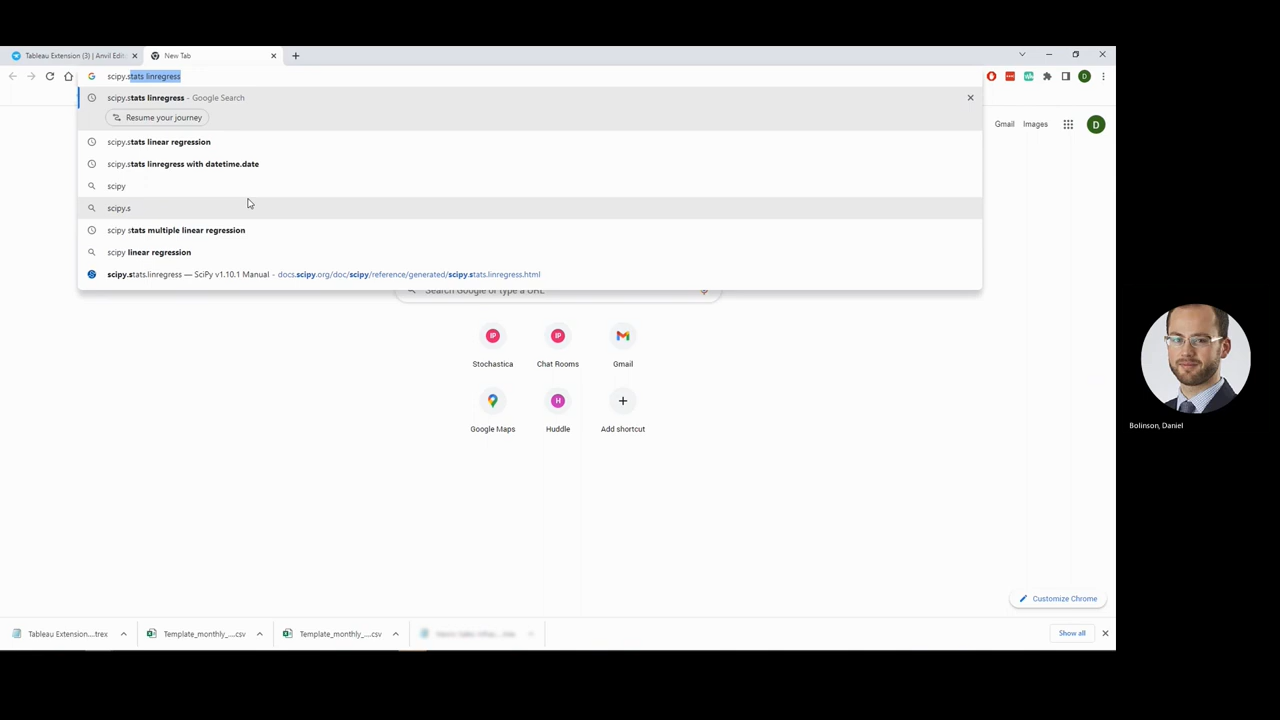 Tableau Extension (3) | Anvil Edit
New Tab
scipy.stats linregress
scipy.stats linregress - Google Search
Resume your journey
scipy.stats linear regression
scipy.stats linregress with datetime.date
scipy
scipy.s
scipy stats multiple linear regression
scipy linear regression
scipy.stats.linregress — SciPy v1.10.1 Manual - docs.scipy.org/doc/scipy/reference/generated/scipy.stats.linregress.html
D
Gmail
Images
D
Search Google or type a URL
IP
IP
Stochastica
Chat Rooms
Gmail
H
Google Maps
Huddle
Add shortcut
Bolinson, Daniel
Customize Chrome
Tableau Extension....trex
Template_monthly_....csv
Template_monthly_....csv
Show all